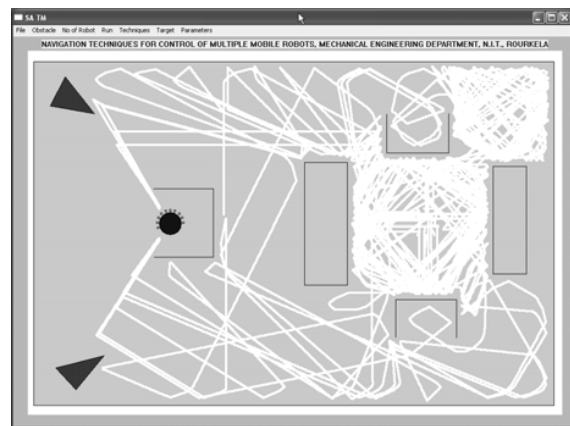 SA TM
File Obstacle No of Robot Run Techniques Target Parameters
NAVIGATION TECHNIQUES FOR CONTROL OF MULTIPLE MOBILE ROBOTS, MECHANICAL ENGINEERING DEPARTMENT, N.I.T., ROURKELA